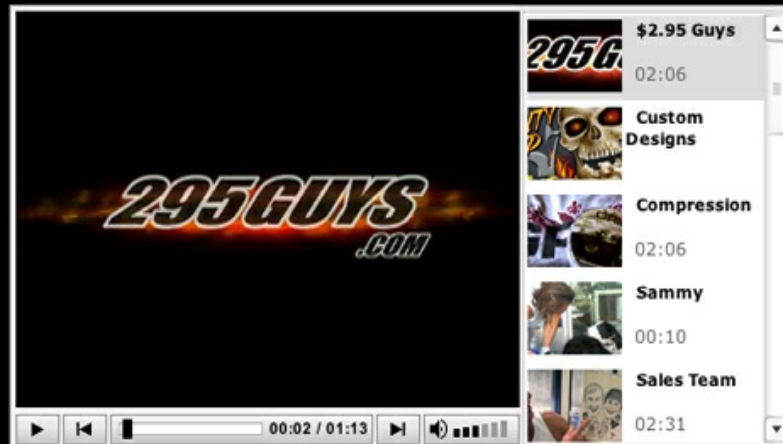 295GUYS
.COM
00:02 / 01:13
295G
$2.95 Guys
02:06
Custom
Designs
Compression
02:06
Sammy
00:10
Sales Team
02:31